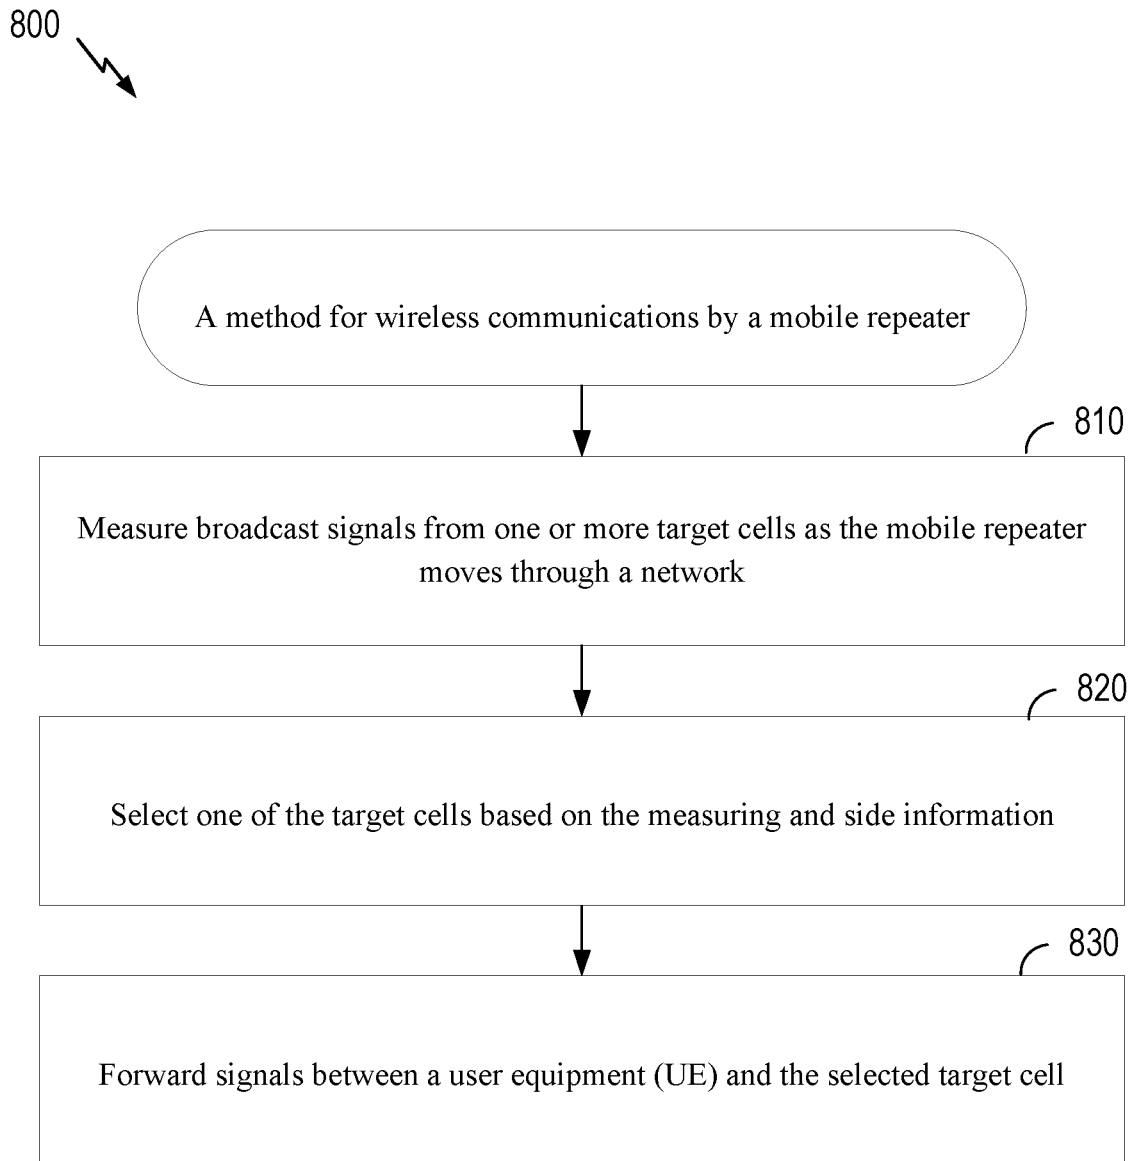 800
A method for wireless communications by a mobile repeater
810
Measure broadcast signals from one or more target cells as the mobile repeater
moves through a network
820
Select one of the target cells based on the measuring and side information
830
Forward signals between a user equipment (UE) and the selected target cell